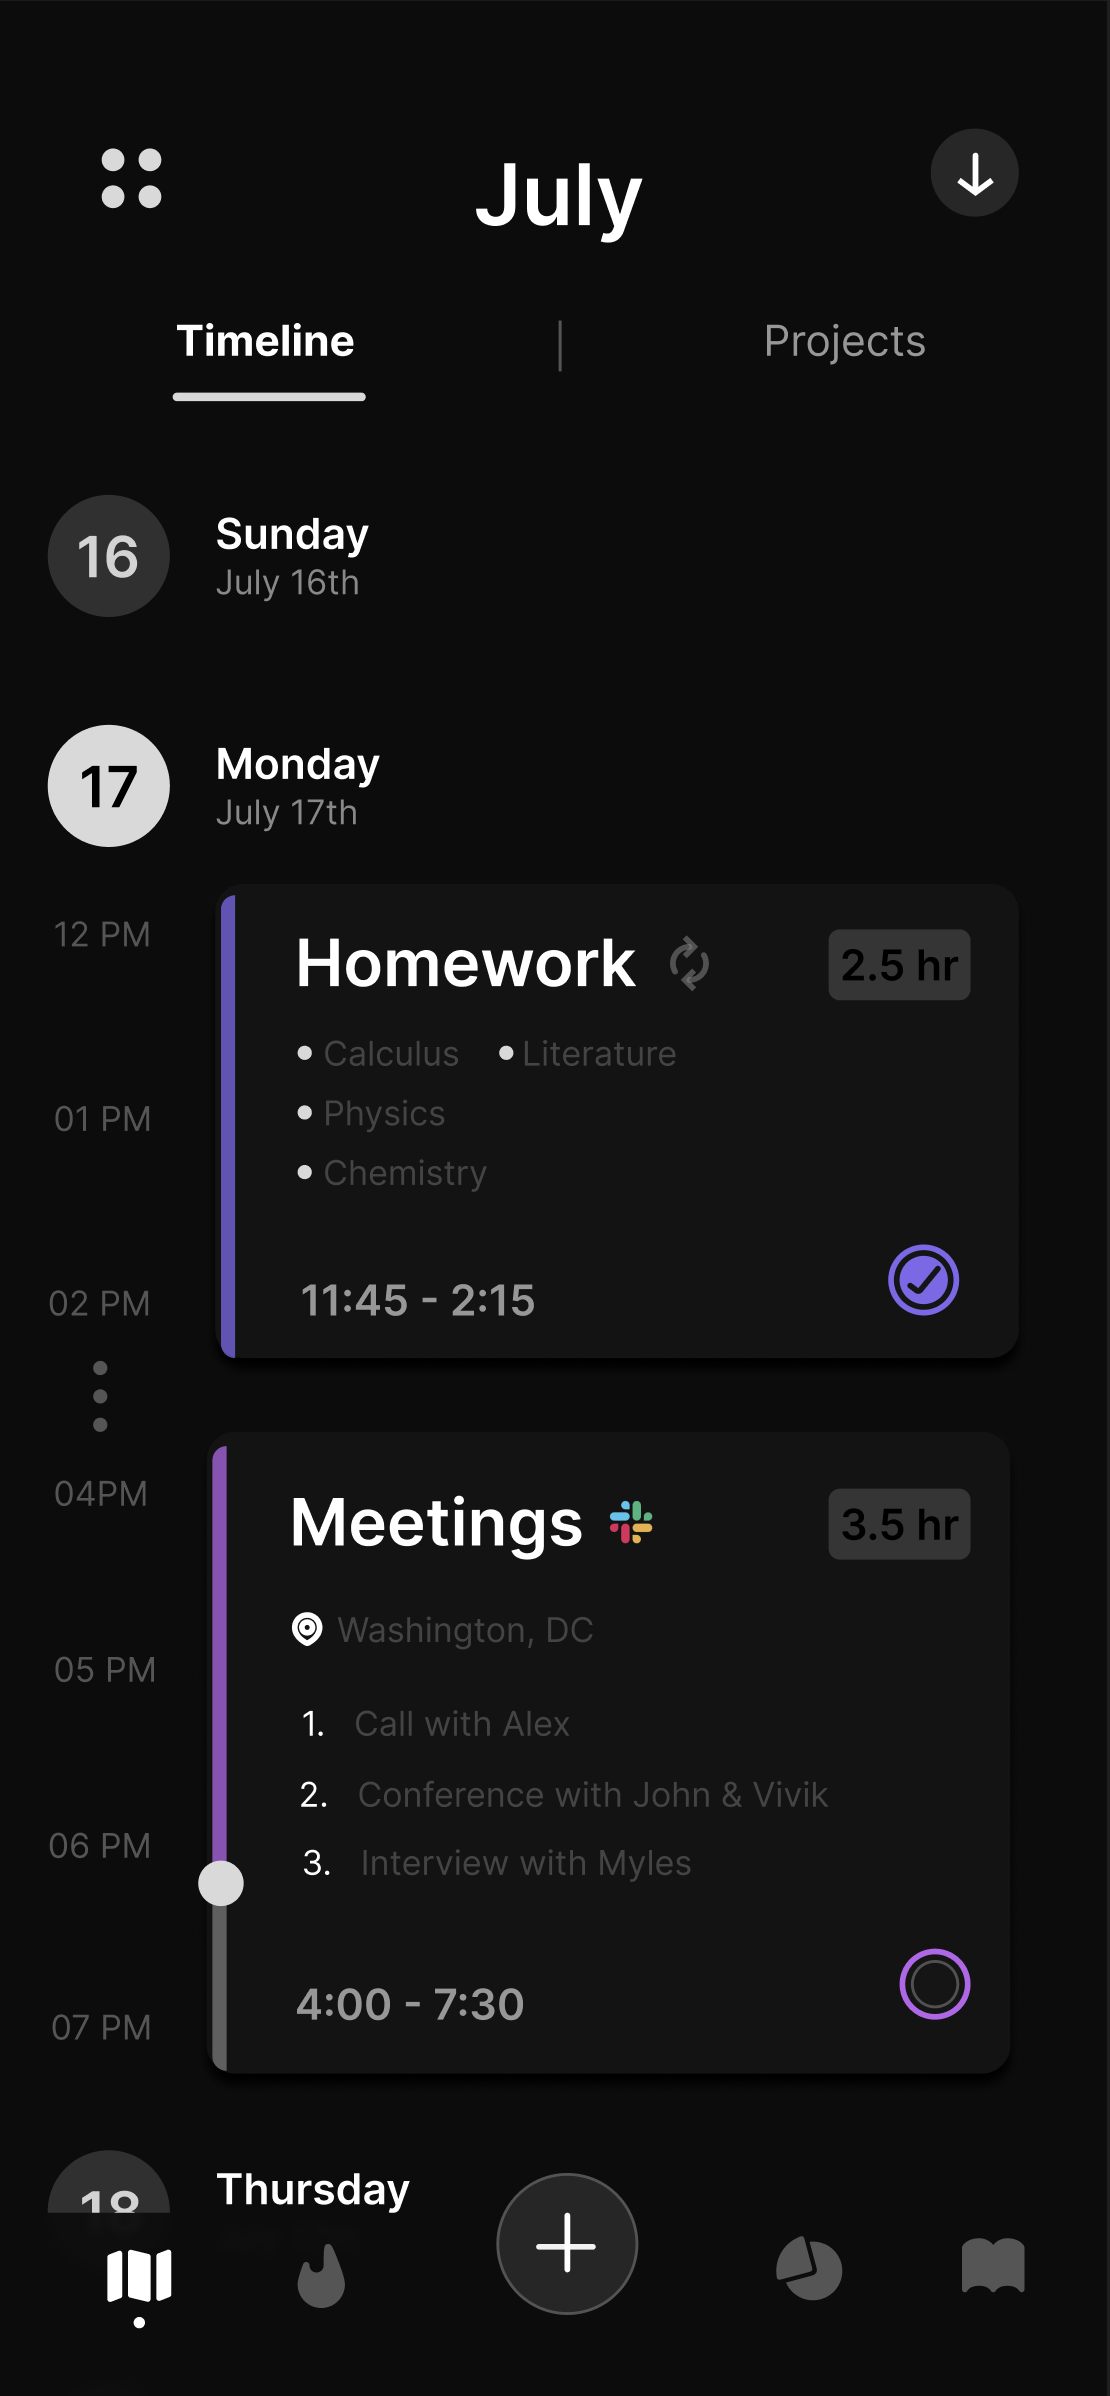 July
Timeline | Projects
16
Sunday
July 16th
17
Monday
July 17th
12 PM
Homework
2.5 hr
• Calculus • Literature
01 PM
• Physics
• Chemistry
02 PM
11:45 - 2:15
04PM
Meetings
3.5 hr
Washington, DC
05 PM
1. Call with Alex
2. Conference with John & Vivik
06 PM
3. Interview with Myles
4:00 - 7:30
07 PM
18
Thursday